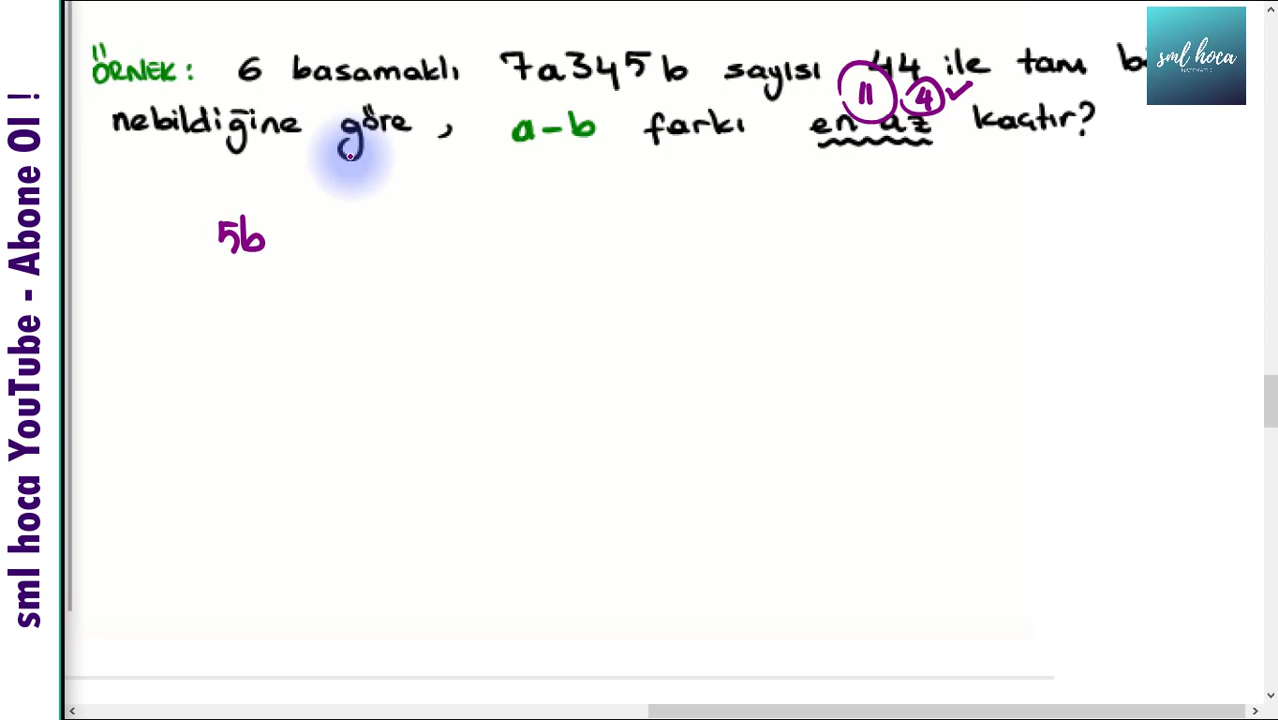 ÖRNEK: 6 basamaklı 7a345b sayısı 44 ile tam bö
nebildiğine göre, a-b farkı en az kaçtır?
11 4 ✓
5b
sml hoca
MATEMATİK
sml hoca YouTube - Abone Ol !